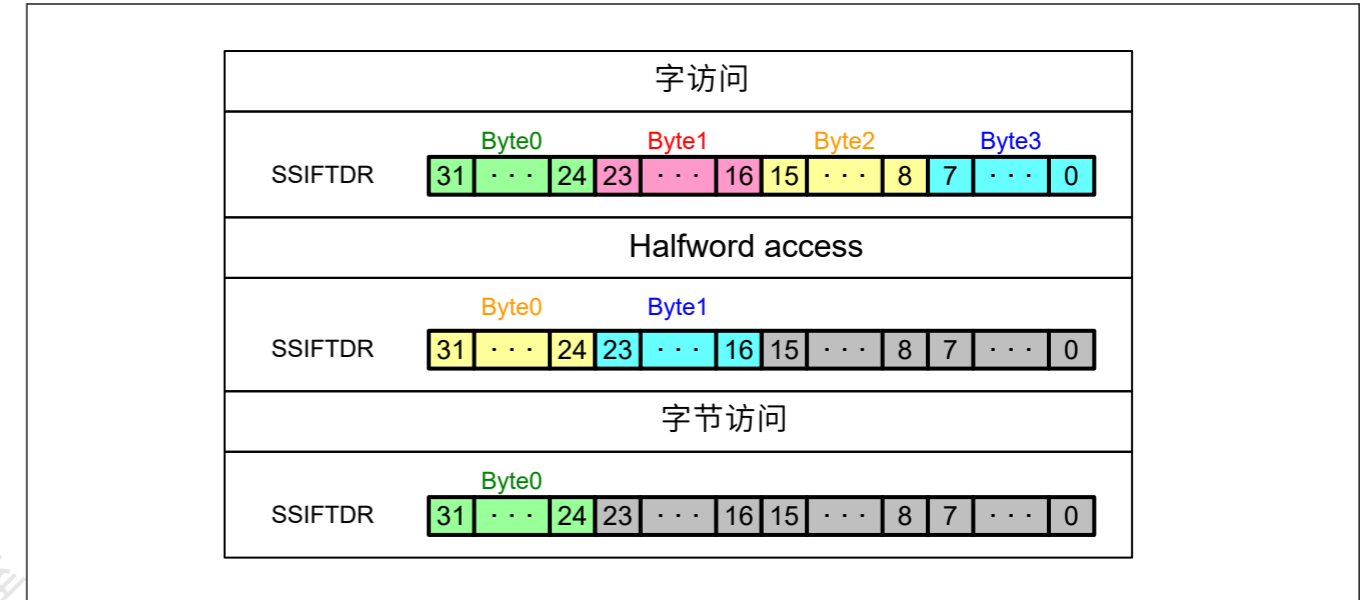 字访问
Byte0 Byte1 Byte2 Byte3
SSIFTDR 31 · · · 24 23 · · · 16 15 · · · 8 7 · · · 0
Halfword access
Byte0 Byte1
SSIFTDR 31 · · · 24 23 · · · 16 15 · · · 8 7 · · · 0
字节访问
Byte0
SSIFTDR 31 · · · 24 23 · · · 16 15 · · · 8 7 · · · 0